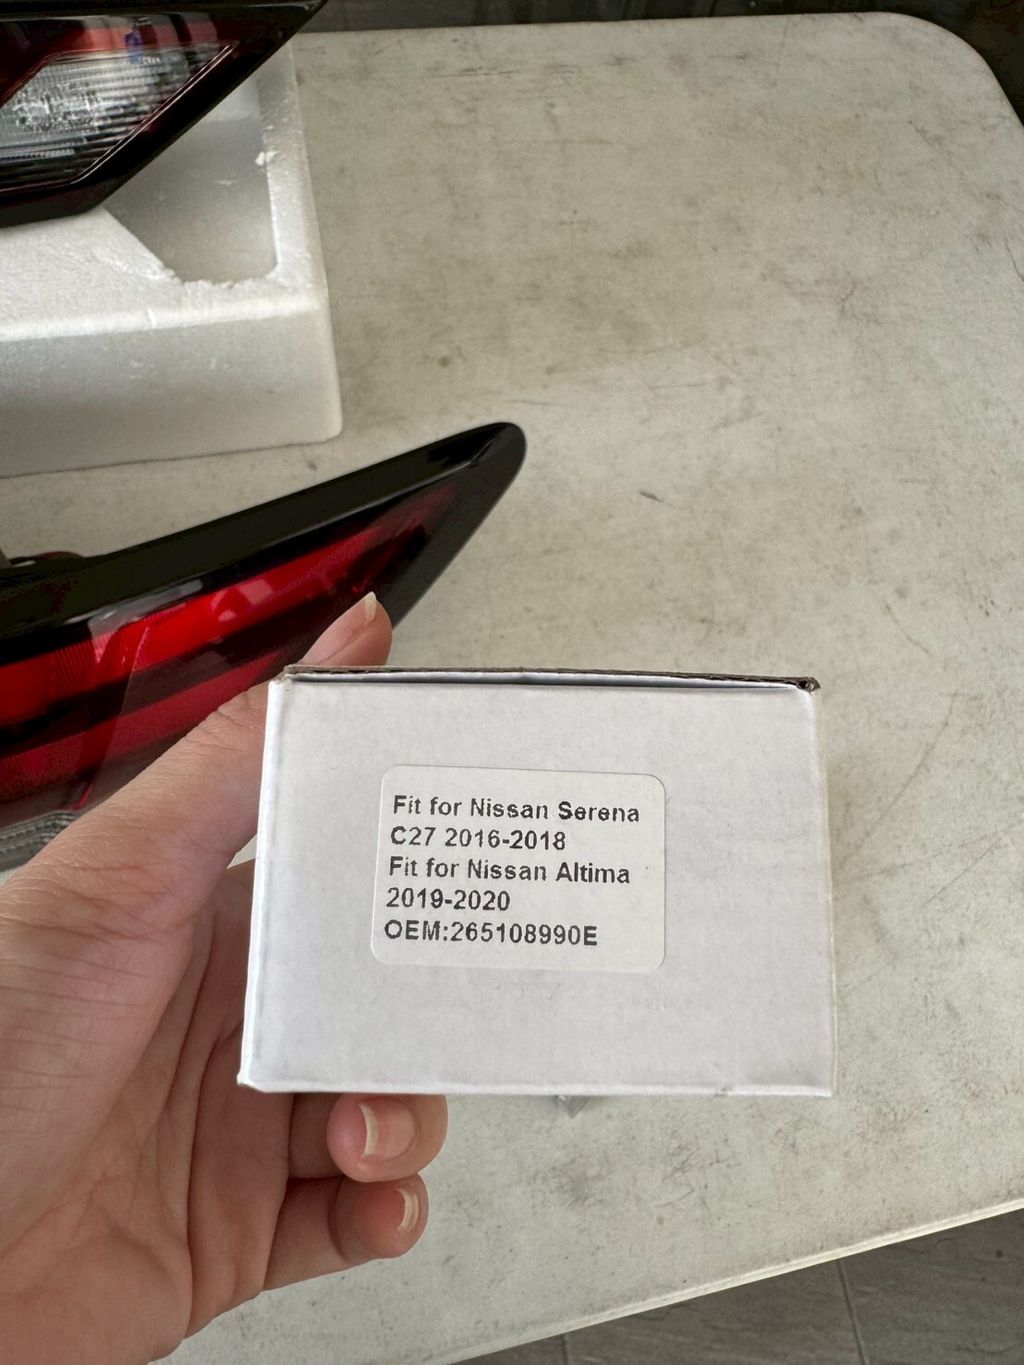 Fit for Nissan Serena
C27 2016-2018
Fit for Nissan Altima
2019-2020
OEM:265108990E